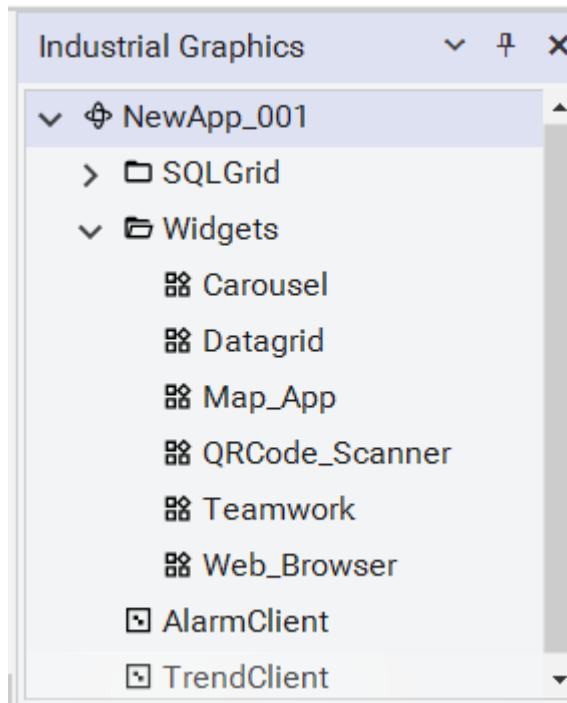 Industrial Graphics
NewApp_001
SQLGrid
Widgets
Carousel
Datagrid
Map_App
QRCode_Scanner
Teamwork
Web_Browser
AlarmClient
TrendClient